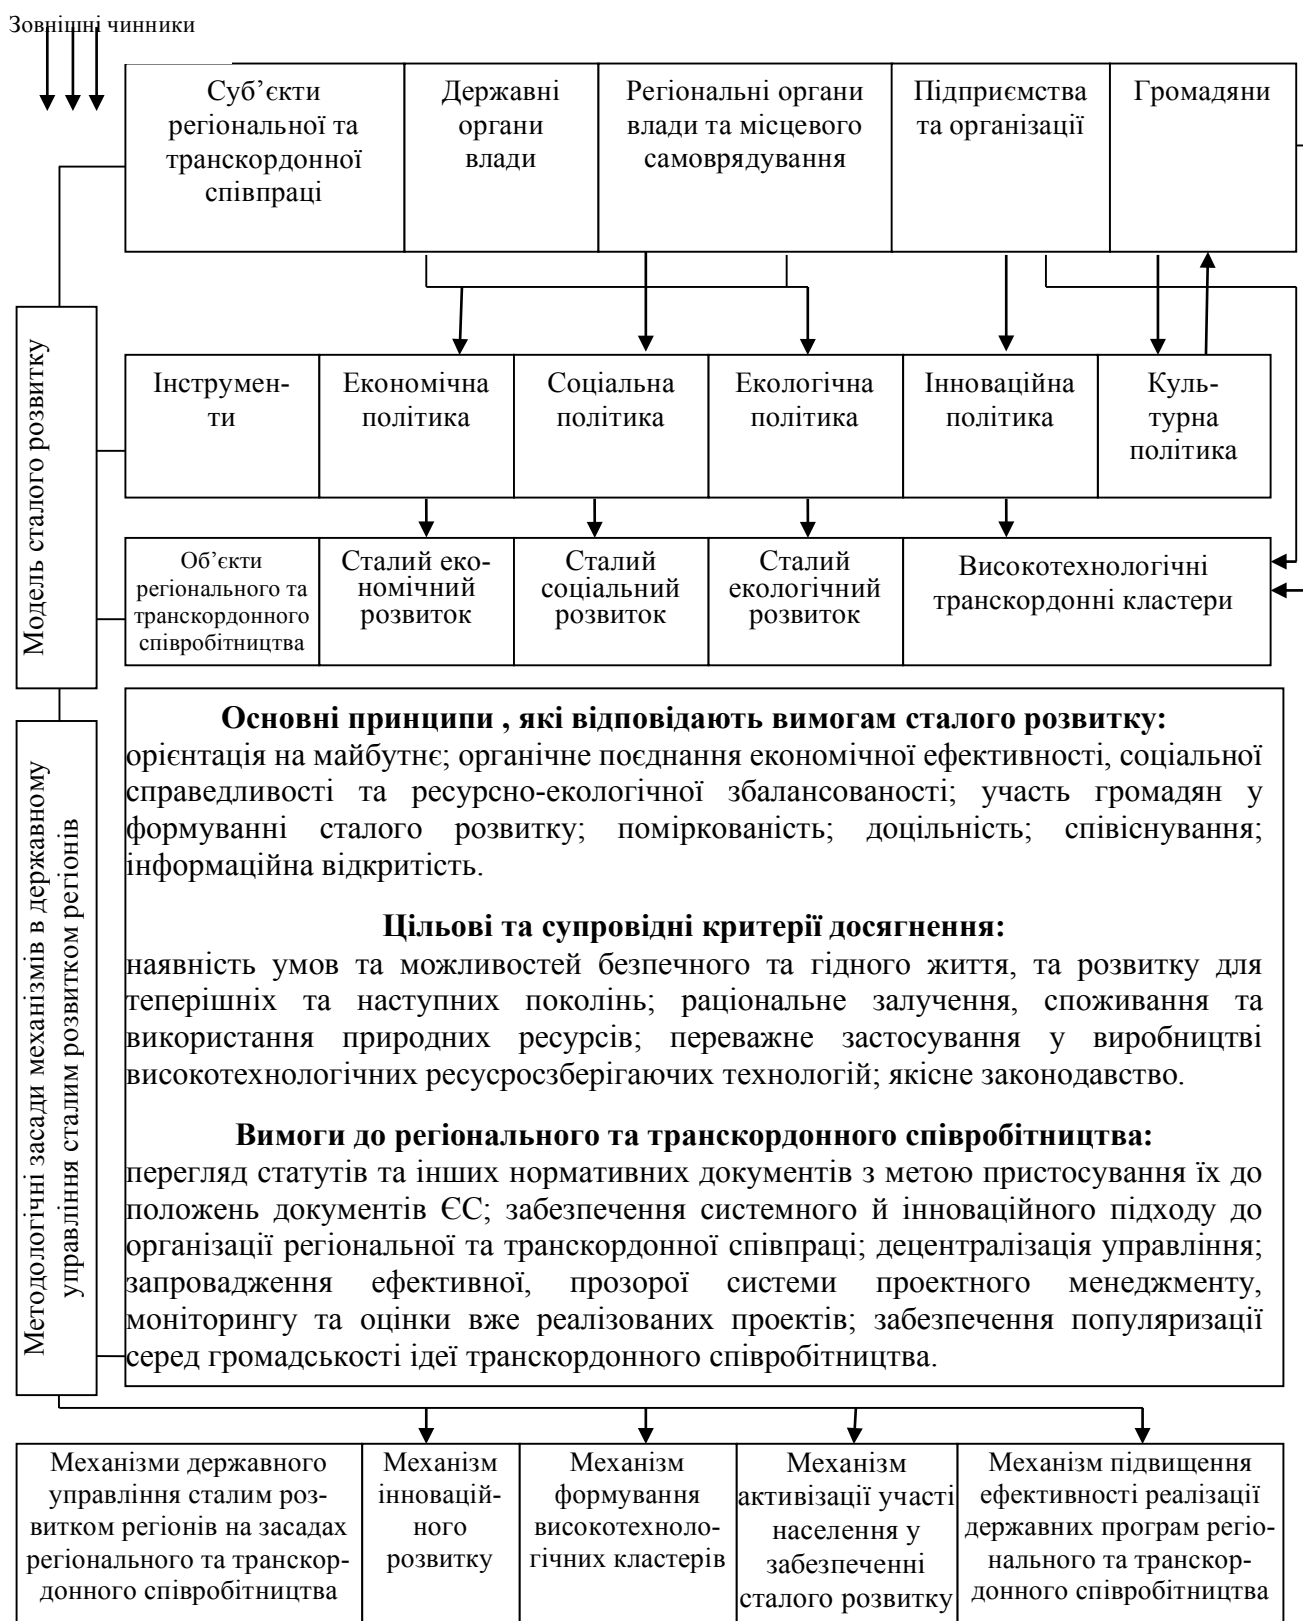 Зовнішні чинники
Суб’єкти
регіональної та
транскордонної
співпраці
Державні
органи
влади
Регіональні органи
влади та місцевого
самоврядування
Підприємства
та організації
Громадяни
Модель сталого розвитку
Інструмен-
ти
Економічна
політика
Соціальна
політика
Екологічна
політика
Інноваційна
політика
Куль-
турна
політика
Об’єкти
регіонального та
транскордонного
співробітництва
Сталий еко-
номічний
розвиток
Сталий
соціальний
розвиток
Сталий
екологічний
розвиток
Високотехнологічні
транскордонні кластери
Методологічні засади механізмів в державному
управління сталим розвитком регіонів
Основні принципи , які відповідають вимогам сталого розвитку:
орієнтація на майбутнє; органічне поєднання економічної ефективності, соціальної
справедливості та ресурсно-екологічної збалансованості; участь громадян у
формуванні сталого розвитку; поміркованість; доцільність; співіснування;
інформаційна відкритість.
Цільові та супровідні критерії досягнення:
наявність умов та можливостей безпечного та гідного життя, та розвитку для
теперішніх та наступних поколінь; раціональне залучення, споживання та
використання природних ресурсів; переважне застосування у виробництві
високотехнологічних ресусросзберігаючих технологій; якісне законодавство.
Вимоги до регіонального та транскордонного співробітництва:
перегляд статутів та інших нормативних документів з метою пристосування їх до
положень документів ЄС; забезпечення системного й інноваційного підходу до
організації регіональної та транскордонної співпраці; децентралізація управління;
запровадження ефективної, прозорої системи проектного менеджменту,
моніторингу та оцінки вже реалізованих проектів; забезпечення популяризації
серед громадськості ідеї транскордонного співробітництва.
Механізми державного
управління сталим роз-
витком регіонів на засадах
регіонального та транскор-
донного співробітництва
Механізм
інновацій-
ного
розвитку
Механізм
формування
високотехноло-
гічних кластерів
Механізм
активізації участі
населення у
забезпеченні
сталого розвитку
Механізм підвищення
ефективності реалізації
державних програм регіо-
нального та транскор-
донного співробітництва